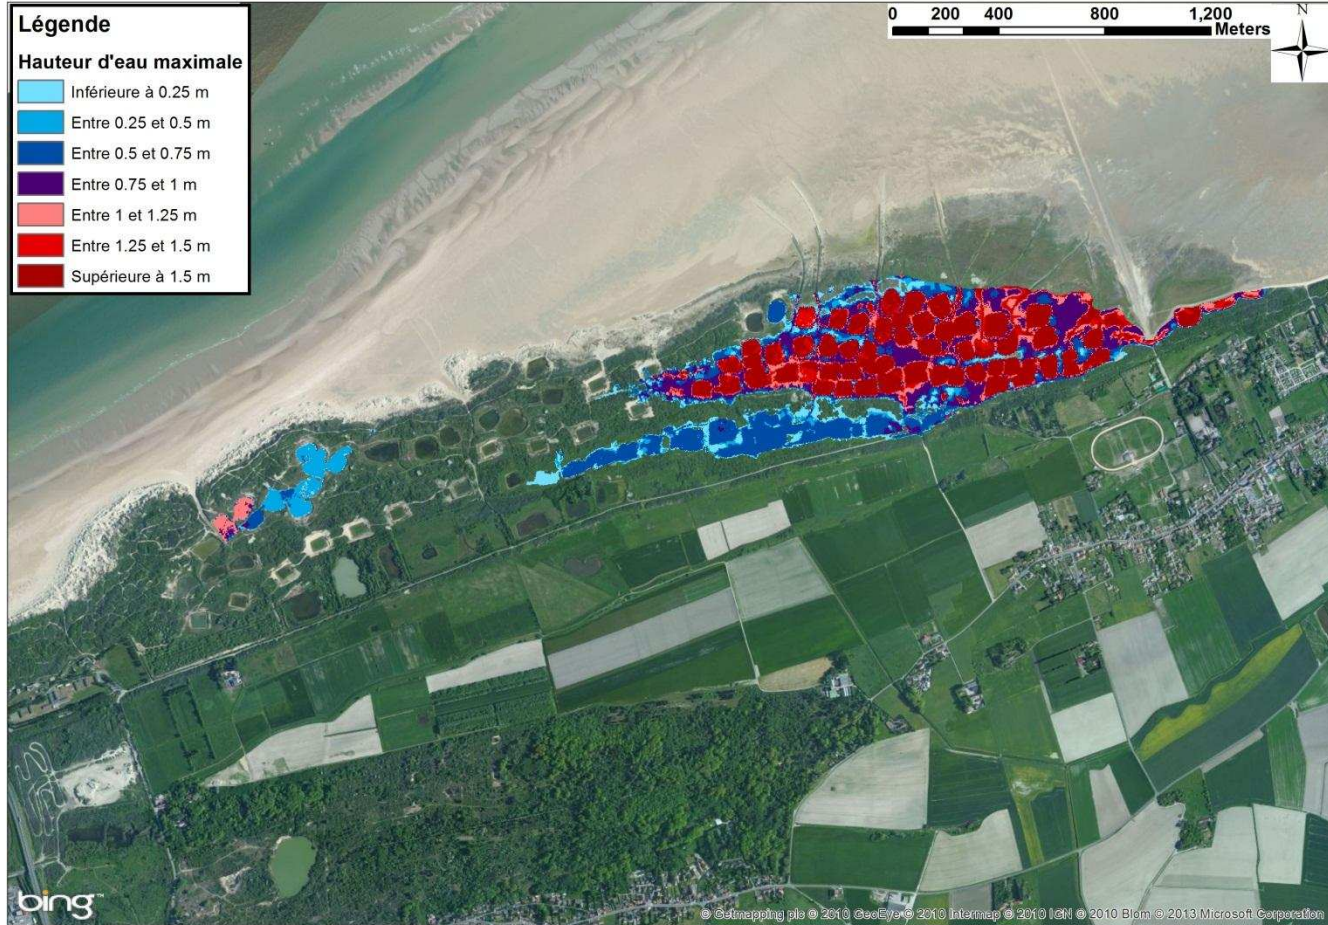 Légende
Hauteur d'eau maximale
Inférieure à 0.25 m
Entre 0.25 et 0.5 m
Entre 0.5 et 0.75 m
Entre 0.75 et 1 m
Entre 1 et 1.25 m
Entre 1.25 et 1.5 m
Supérieure à 1.5 m
0 200 400 800 1,200
Meters
N
bing™
© Getmapping plc © 2010 GeoEye © 2010 Intermap © 2010 IGN © 2010 Blom © 2013 Microsoft Corporation